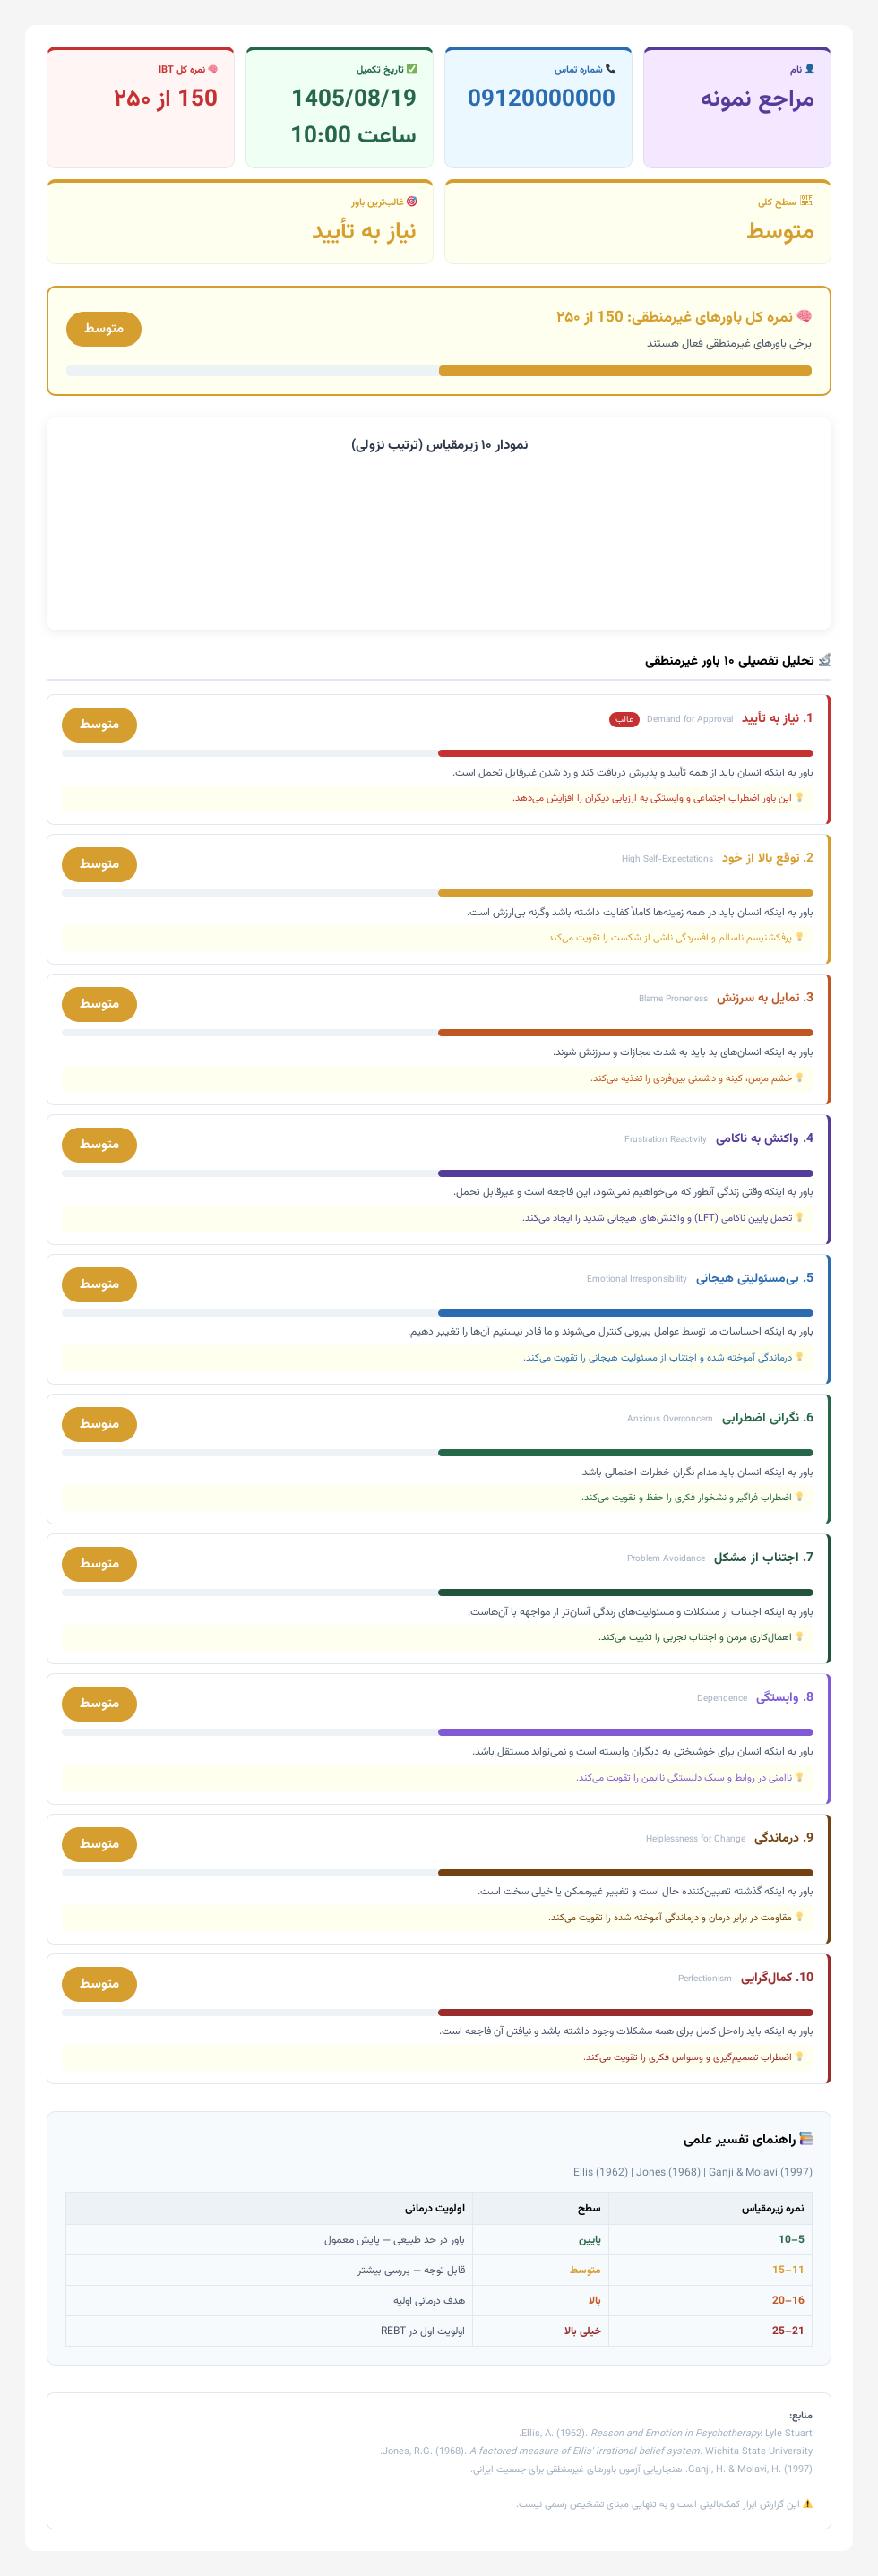 👤 نام
مراجع نمونه
📞 شماره تماس
09120000000
✅ تاریخ تکمیل
1405/08/19
ساعت 10:00
🧠 نمره کل IBT
150 از ۲۵۰
🗺 سطح کلی
متوسط
🎯 غالب‌ترین باور
نیاز به تأیید
🧠 نمره کل باورهای غیرمنطقی: 150 از ۲۵۰
برخی باورهای غیرمنطقی فعال هستند
متوسط
نمودار ۱۰ زیرمقیاس (ترتیب نزولی)
🔬 تحلیل تفصیلی ۱۰ باور غیرمنطقی
1. نیاز به تأیید Demand for Approval غالب
متوسط
باور به اینکه انسان باید از همه تأیید و پذیرش دریافت کند و رد شدن غیرقابل تحمل است.
💡 این باور اضطراب اجتماعی و وابستگی به ارزیابی دیگران را افزایش می‌دهد.
2. توقع بالا از خود High Self-Expectations
متوسط
باور به اینکه انسان باید در همه زمینه‌ها کاملاً کفایت داشته باشد وگرنه بی‌ارزش است.
💡 پرفکشنیسم ناسالم و افسردگی ناشی از شکست را تقویت می‌کند.
3. تمایل به سرزنش Blame Proneness
متوسط
باور به اینکه انسان‌های بد باید به شدت مجازات و سرزنش شوند.
💡 خشم مزمن، کینه و دشمنی بین‌فردی را تغذیه می‌کند.
4. واکنش به ناکامی Frustration Reactivity
متوسط
باور به اینکه وقتی زندگی آنطور که می‌خواهیم نمی‌شود، این فاجعه است و غیرقابل تحمل.
💡 تحمل پایین ناکامی (LFT) و واکنش‌های هیجانی شدید را ایجاد می‌کند.
5. بی‌مسئولیتی هیجانی Emotional Irresponsibility
متوسط
باور به اینکه احساسات ما توسط عوامل بیرونی کنترل می‌شوند و ما قادر نیستیم آن‌ها را تغییر دهیم.
💡 درماندگی آموخته شده و اجتناب از مسئولیت هیجانی را تقویت می‌کند.
6. نگرانی اضطرابی Anxious Overconcern
متوسط
باور به اینکه انسان باید مدام نگران خطرات احتمالی باشد.
💡 اضطراب فراگیر و نشخوار فکری را حفظ و تقویت می‌کند.
7. اجتناب از مشکل Problem Avoidance
متوسط
باور به اینکه اجتناب از مشکلات و مسئولیت‌های زندگی آسان‌تر از مواجهه با آن‌هاست.
💡 اهمال‌کاری مزمن و اجتناب تجربی را تثبیت می‌کند.
8. وابستگی Dependence
متوسط
باور به اینکه انسان برای خوشبختی به دیگران وابسته است و نمی‌تواند مستقل باشد.
💡 ناامنی در روابط و سبک دلبستگی ناایمن را تقویت می‌کند.
9. درماندگی Helplessness for Change
متوسط
باور به اینکه گذشته تعیین‌کننده حال است و تغییر غیرممکن یا خیلی سخت است.
💡 مقاومت در برابر درمان و درماندگی آموخته شده را تقویت می‌کند.
10. کمال‌گرایی Perfectionism
متوسط
باور به اینکه باید راه‌حل کامل برای همه مشکلات وجود داشته باشد و نیافتن آن فاجعه است.
💡 اضطراب تصمیم‌گیری و وسواس فکری را تقویت می‌کند.
📚 راهنمای تفسیر علمی
Ellis (1962) | Jones (1968) | Ganji & Molavi (1997)
نمره زیرمقیاس سطح اولویت درمانی
5–10 پایین باور در حد طبیعی — پایش معمول
11–15 متوسط قابل توجه — بررسی بیشتر
16–20 بالا هدف درمانی اولیه
21–25 خیلی بالا اولویت اول در REBT
منابع:
Ellis, A. (1962). Reason and Emotion in Psychotherapy. Lyle Stuart.
Jones, R.G. (1968). A factored measure of Ellis' irrational belief system. Wichita State University.
Ganji, H. & Molavi, H. (1997). هنجاریابی آزمون باورهای غیرمنطقی برای جمعیت ایرانی.
⚠️ این گزارش ابزار کمک‌بالینی است و به تنهایی مبنای تشخیص رسمی نیست.